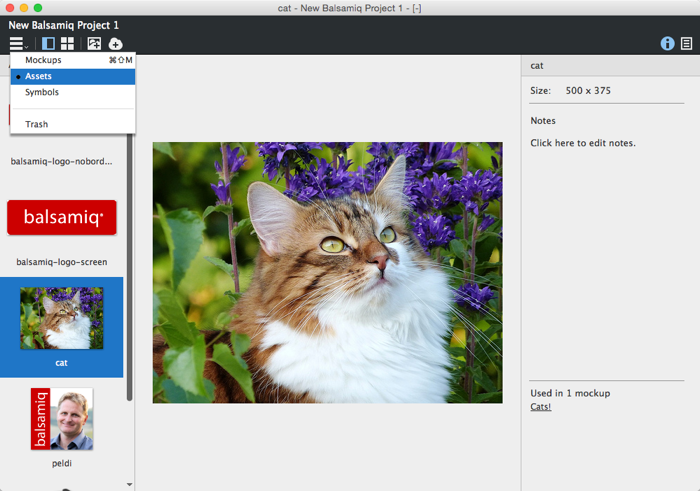 cat - New Balsamiq Project 1 - [-]
New Balsamiq Project 1
Mockups ⌘⇧M
Assets
Symbols
Trash
balsamiq-logo-nobord...
balsamiq®
balsamiq-logo-screen
cat
balsamiq
peldi
cat
Size: 500 x 375
Notes
Click here to edit notes.
Used in 1 mockup
Cats!